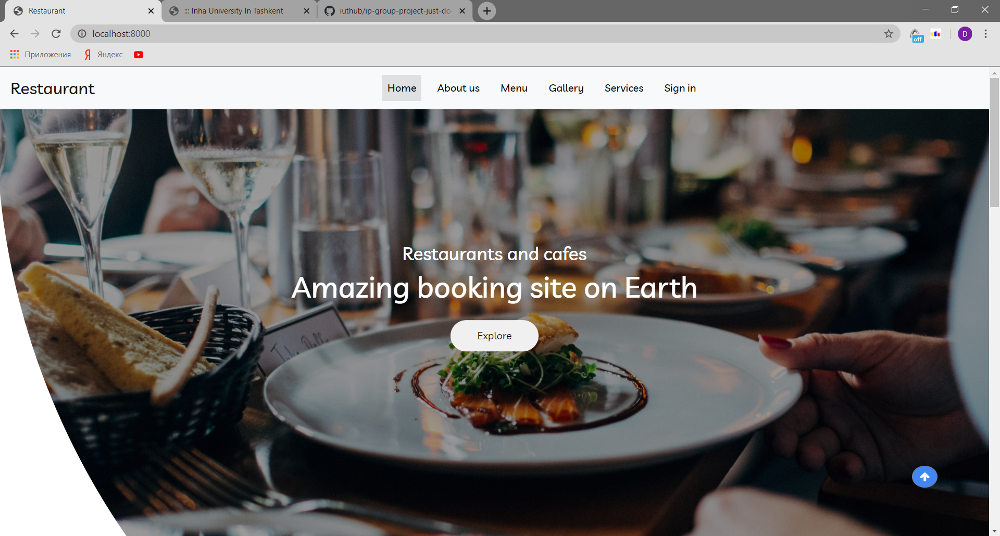 Restaurant
::: Inha University In Tashkent
iuthub/ip-group-project-just-do-
localhost:8000
off
D
Приложения
Яндекс
Restaurant
Home
About us
Menu
Gallery
Services
Sign in
Restaurants and cafes
Amazing booking site on Earth
Explore